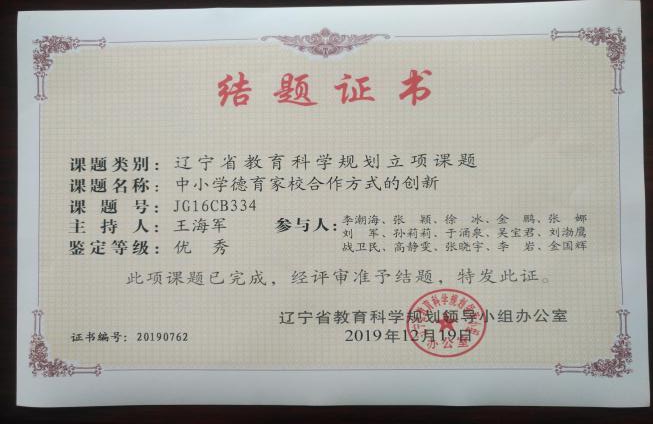 结题证书
课题类别：辽宁省教育科学规划立项课题
课题名称：中小学德育家校合作方式的创新
课题号：JG16CB334
主持人：王海军
参与人：李潮海、张颖、徐冰、金鹏、张娜
刘军、孙莉莉、于涌泉、吴宝君、刘渤鹰
战卫民、高静雯、张晓宇、李岩、金国辉
鉴定等级：优秀
此项课题已完成，经评审准予结题，特发此证。
辽宁省教育科学规划领导小组办公室
证书编号：20190762
2019年12月19日
办公室